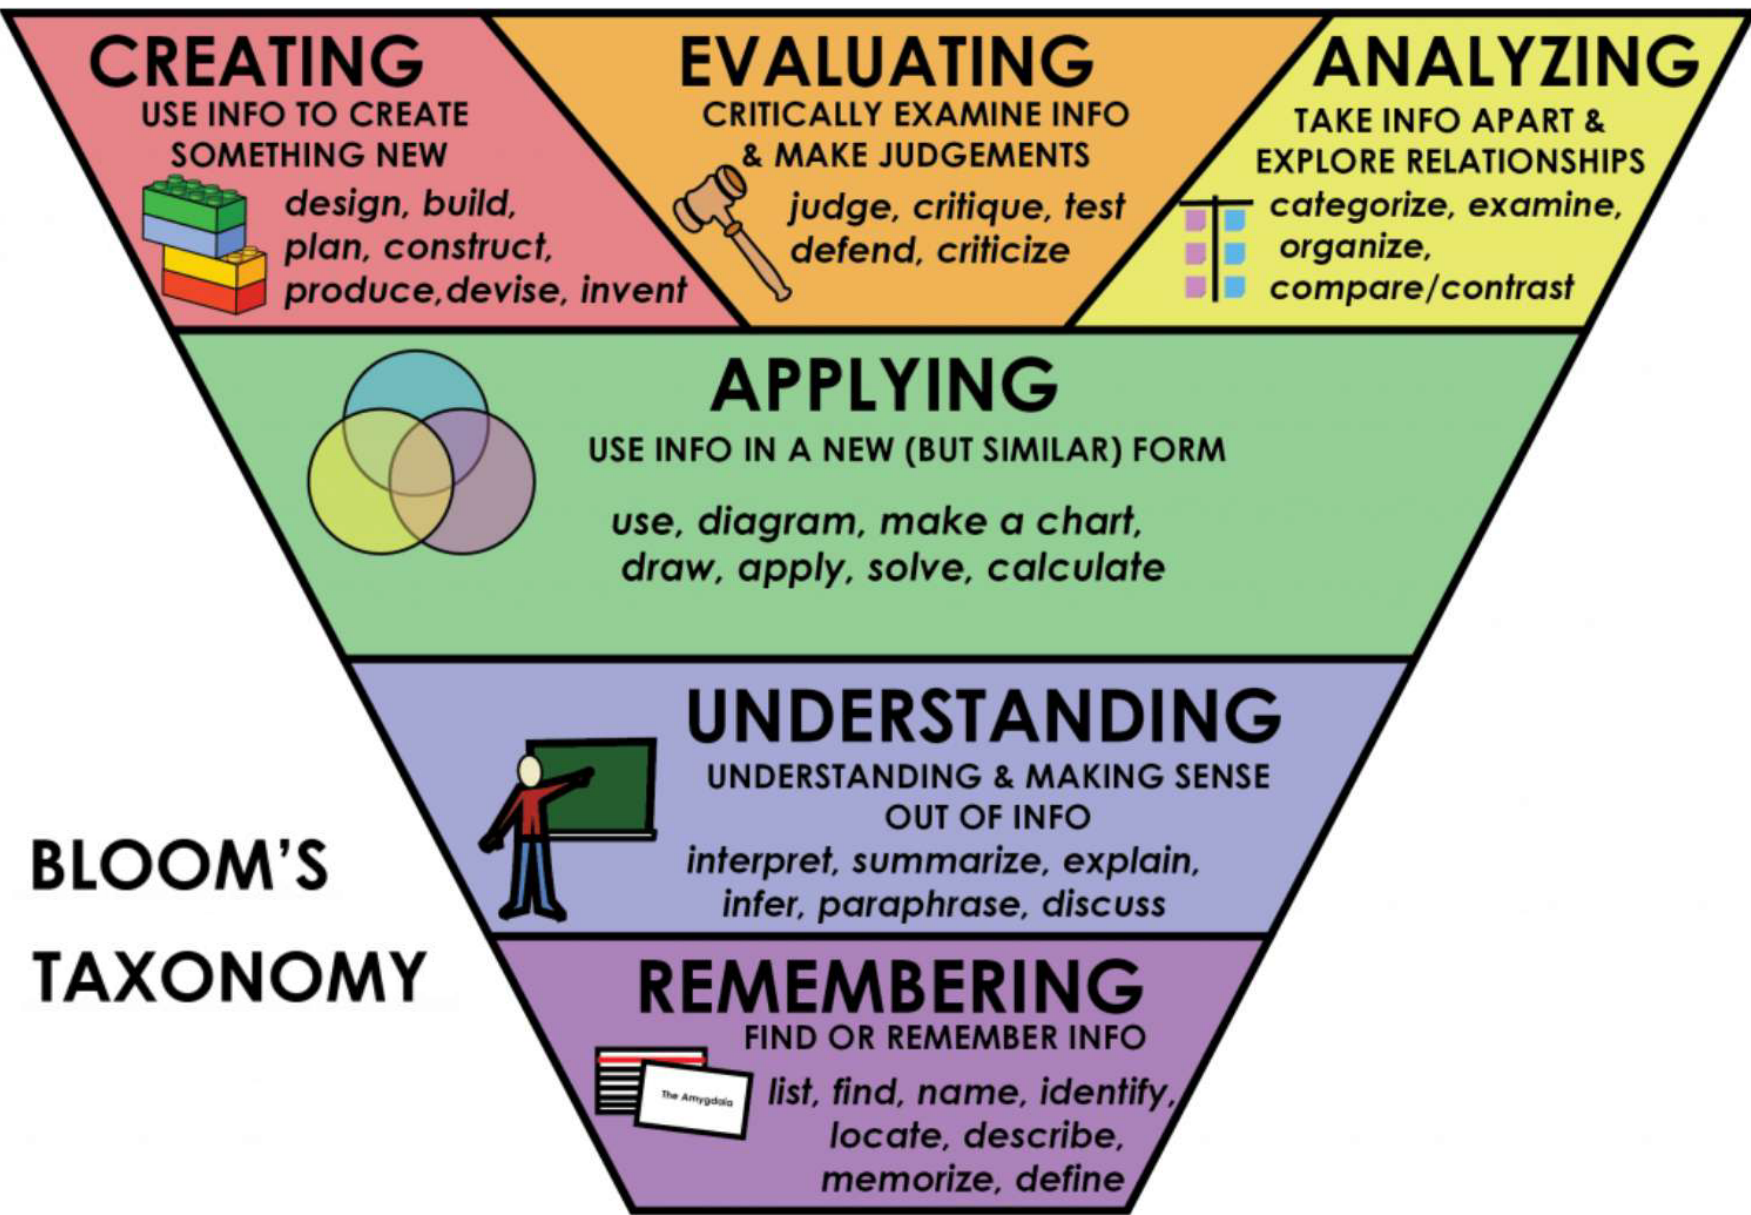 CREATING
USE INFO TO CREATE
SOMETHING NEW
design, build,
plan, construct,
produce,devise, invent
EVALUATING
CRITICALLY EXAMINE INFO
& MAKE JUDGEMENTS
judge, critique, test
defend, criticize
ANALYZING
TAKE INFO APART &
EXPLORE RELATIONSHIPS
categorize, examine,
organize,
compare/contrast
APPLYING
USE INFO IN A NEW (BUT SIMILAR) FORM
use, diagram, make a chart,
draw, apply, solve, calculate
UNDERSTANDING
UNDERSTANDING & MAKING SENSE
OUT OF INFO
interpret, summarize, explain,
infer, paraphrase, discuss
BLOOM'S
TAXONOMY
REMEMBERING
FIND OR REMEMBER INFO
The Amygdala
list, find, name, identify,
locate, describe,
memorize, define